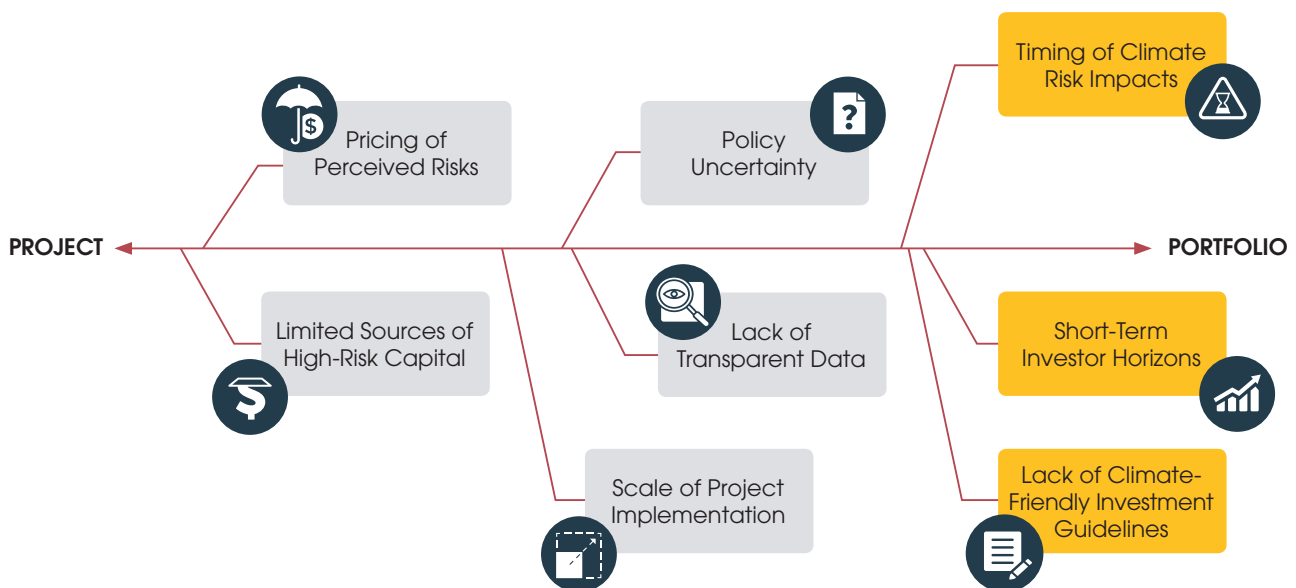 Timing of Climate
Risk Impacts
$
Pricing of
Perceived Risks
?
Policy
Uncertainty
PROJECT
PORTFOLIO
Limited Sources of
High-Risk Capital
$
Lack of
Transparent Data
Short-Term
Investor Horizons
Scale of Project
Implementation
Lack of Climate-
Friendly Investment
Guidelines